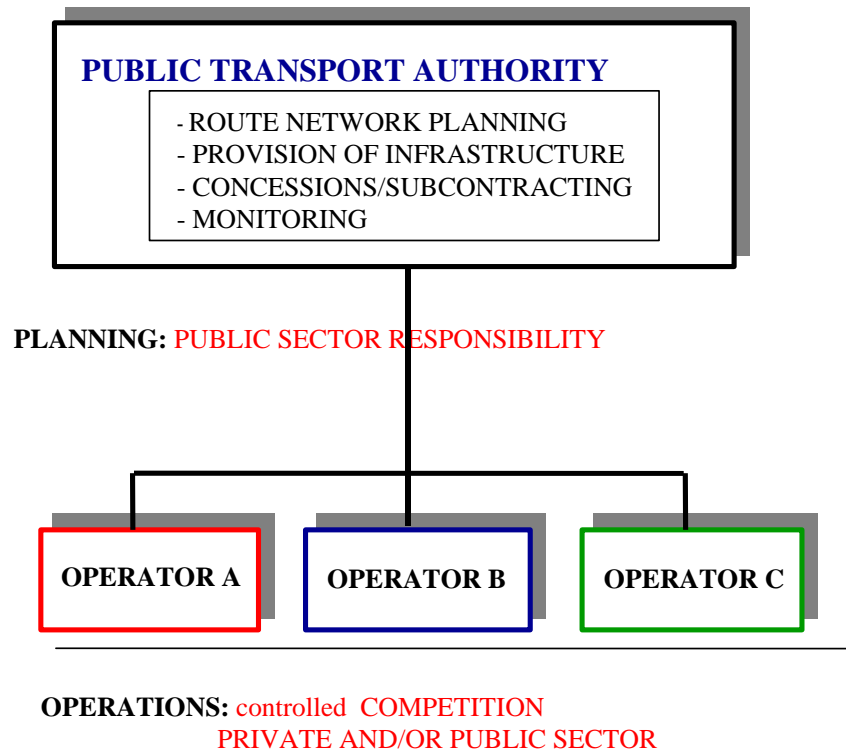 PUBLIC TRANSPORT AUTHORITY
- ROUTE NETWORK PLANNING
- PROVISION OF INFRASTRUCTURE
- CONCESSIONS/SUBCONTRACTING
- MONITORING
PLANNING: PUBLIC SECTOR RESPONSIBILITY
OPERATOR A
OPERATOR B
OPERATOR C
OPERATIONS: controlled COMPETITION
PRIVATE AND/OR PUBLIC SECTOR